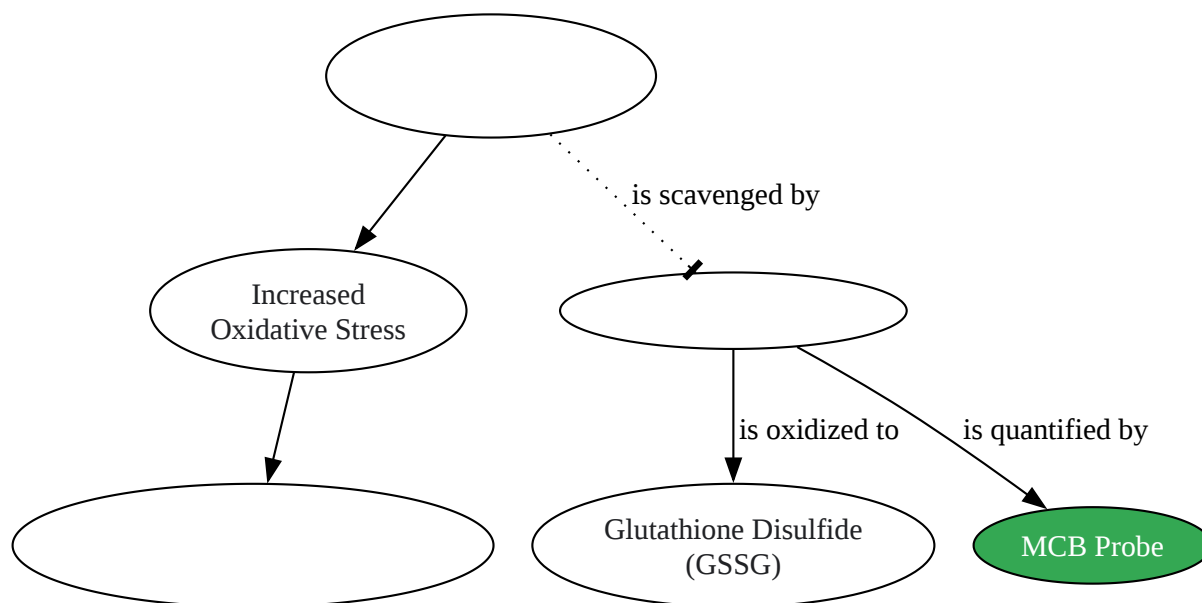 is scavenged by
Increased
Oxidative Stress
is oxidized to
is quantified by
Glutathione Disulfide
(GSSG)
MCB Probe